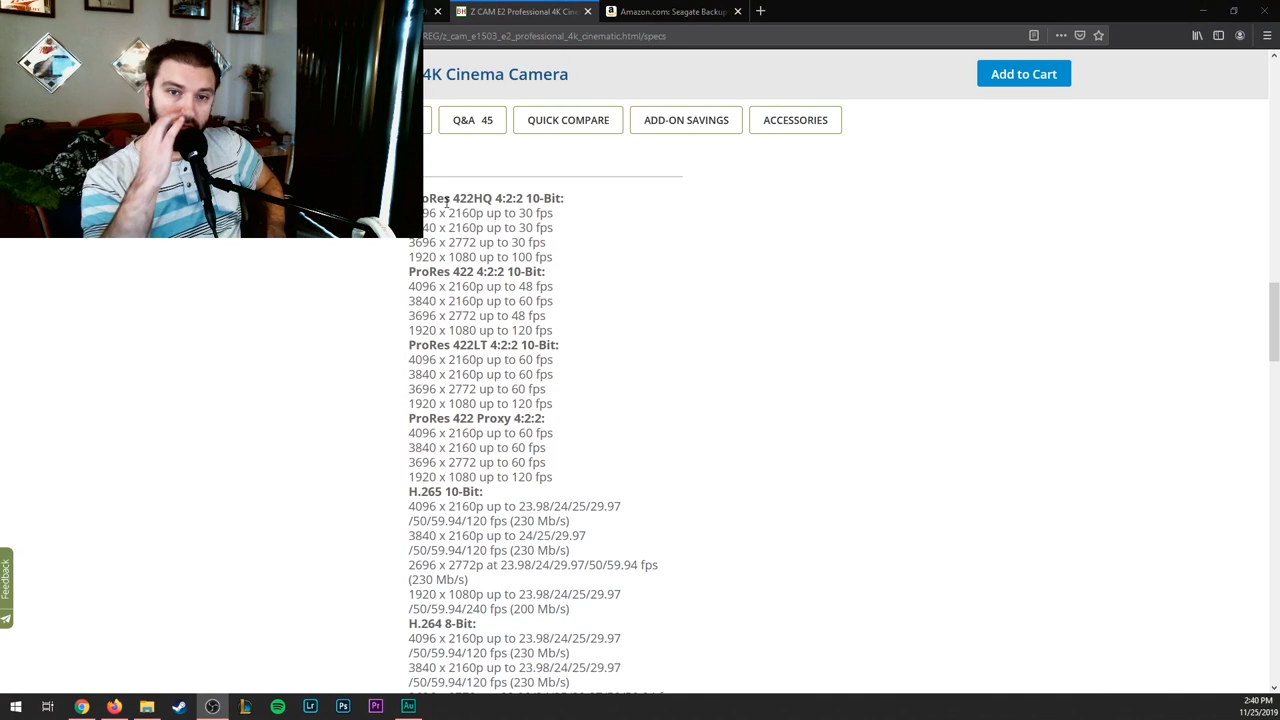 Z CAM E2 Professional 4K Cine
Amazon.com: Seagate Backup
REG/z_cam_e1503_e2_professional_4k_cinematic.html/specs
4K Cinema Camera
Add to Cart
Q&A 45
QUICK COMPARE
ADD-ON SAVINGS
ACCESSORIES
oRes 422HQ 4:2:2 10-Bit:
96 x 2160p up to 30 fps
40 x 2160p up to 30 fps
3696 x 2772 up to 30 fps
1920 x 1080 up to 100 fps
ProRes 422 4:2:2 10-Bit:
4096 x 2160p up to 48 fps
3840 x 2160p up to 60 fps
3696 x 2772 up to 48 fps
1920 x 1080 up to 120 fps
ProRes 422LT 4:2:2 10-Bit:
4096 x 2160p up to 60 fps
3840 x 2160p up to 60 fps
3696 x 2772 up to 60 fps
1920 x 1080 up to 120 fps
ProRes 422 Proxy 4:2:2:
4096 x 2160p up to 60 fps
3840 x 2160 up to 60 fps
3696 x 2772 up to 60 fps
1920 x 1080 up to 120 fps
H.265 10-Bit:
4096 x 2160p up to 23.98/24/25/29.97
/50/59.94/120 fps (230 Mb/s)
3840 x 2160p up to 24/25/29.97
/50/59.94/120 fps (230 Mb/s)
2696 x 2772p at 23.98/24/29.97/50/59.94 fps
(230 Mb/s)
1920 x 1080p up to 23.98/24/25/29.97
/50/59.94/240 fps (200 Mb/s)
H.264 8-Bit:
4096 x 2160p up to 23.98/24/25/29.97
/50/59.94/120 fps (230 Mb/s)
3840 x 2160p up to 23.98/24/25/29.97
/50/59.94/120 fps (230 Mb/s)
Feedback
Lr
Ps
Pr
Au
2:40 PM
11/25/2019